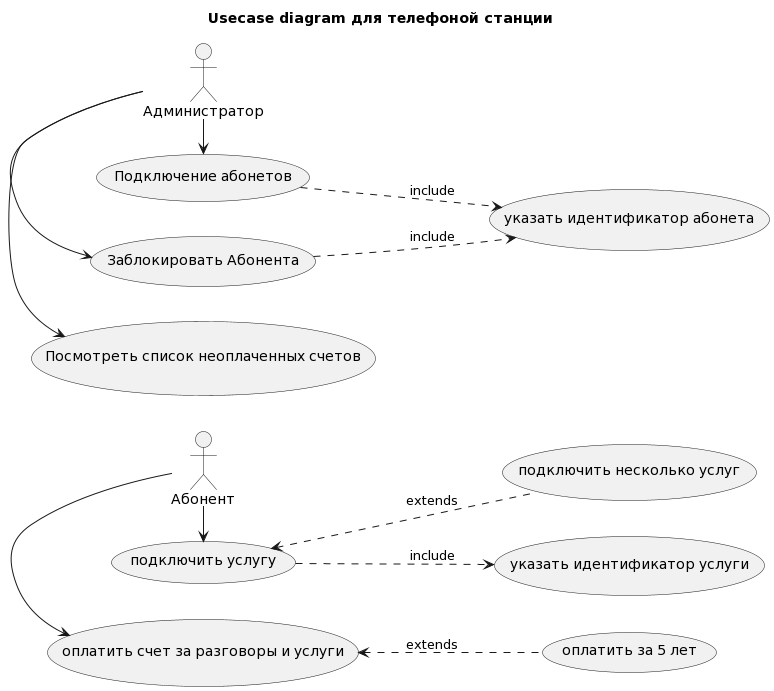 Usecase diagram для телефоной станции
Администратор
Подключение абонетов
include
указать идентификатор абонета
include
Заблокировать Абонента
Посмотреть список неоплаченных счетов
подключить несколько услуг
Абонент
extends
include
подключить услугу
указать идентификатор услуги
extends
оплатить счет за разговоры и услуги
оплатить за 5 лет